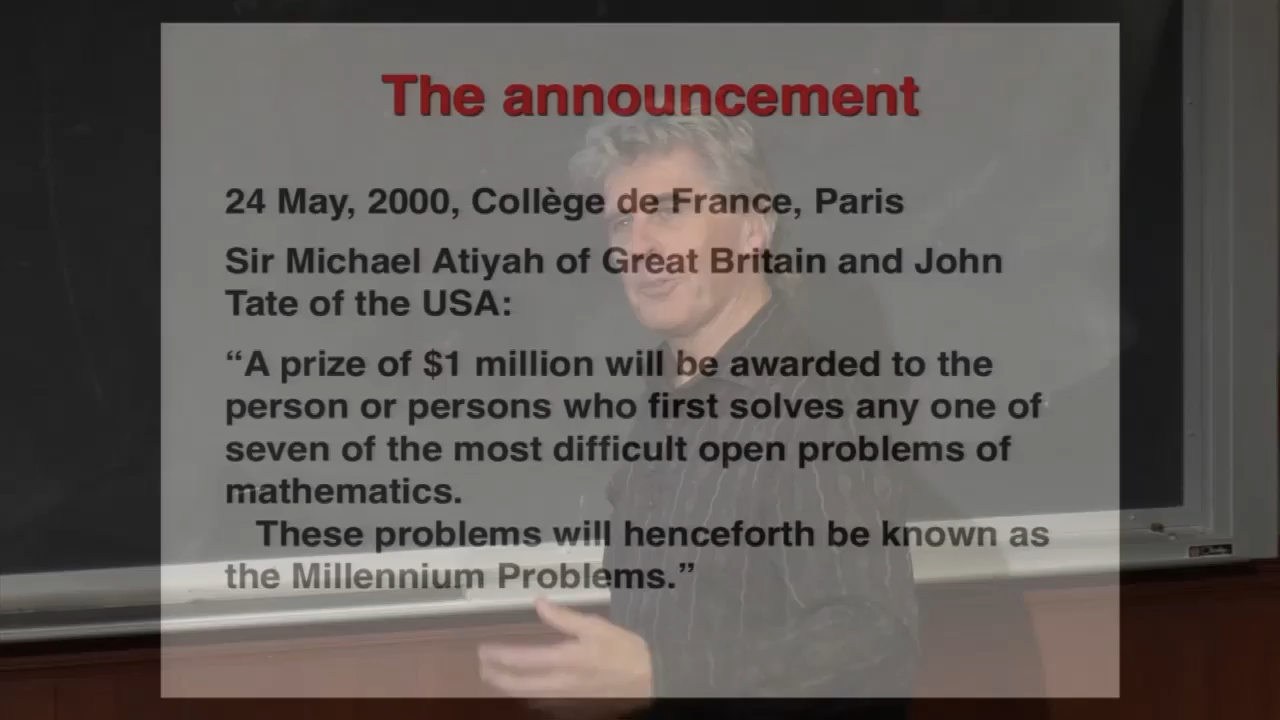 The announcement
24 May, 2000, Collège de France, Paris
Sir Michael Atiyah of Great Britain and John
Tate of the USA:
“A prize of $1 million will be awarded to the
person or persons who first solves any one of
seven of the most difficult open problems of
mathematics.
These problems will henceforth be known as
the Millennium Problems.”